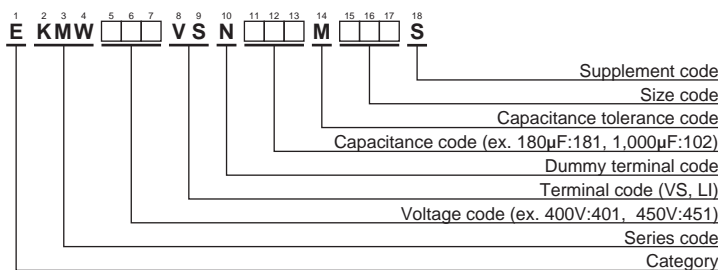 1 2 3 4 5 6 7 8 9 10 11 12 13 14 15 16 17 18
E KMW VS N M S
Supplement code
Size code
Capacitance tolerance code
Capacitance code (ex. 180μF:181, 1,000μF:102)
Dummy terminal code
Terminal code (VS, LI)
Voltage code (ex. 400V:401, 450V:451)
Series code
Category